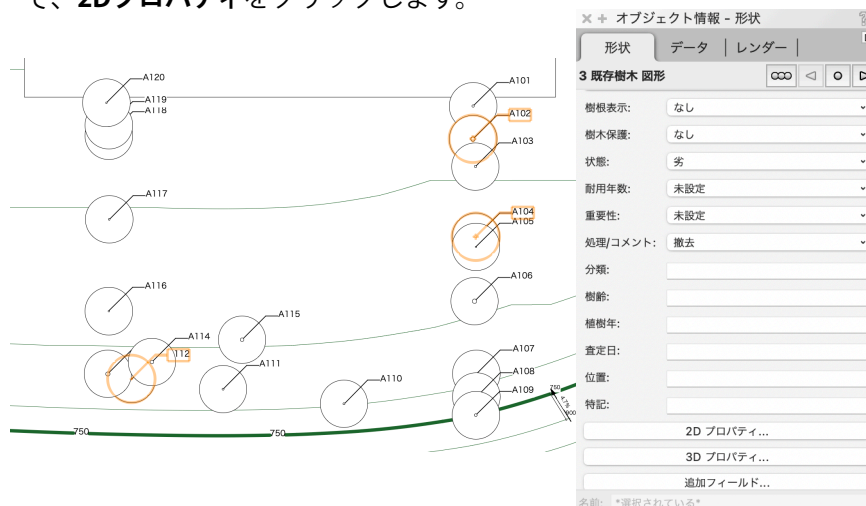 て、2Dプロパティをクリックします。
× + オブジェクト情報 - 形状
形状 データ レンダー
3 既存樹木 図形
樹根表示: なし
樹木保護: なし
状態: 劣
耐用年数: 未設定
重要性: 未設定
処理/コメント: 撤去
分類:
樹齢:
植樹年:
査定日:
位置:
特記:
2D プロパティ...
3D プロパティ...
追加フィールド...
名前: *選択されている*
A120
A119
A118
A101
A102
A103
A117
A104
A105
A106
A116
A115
A114
112
A111
A110
A107
A108
A109
750
750
750
4.7%
900